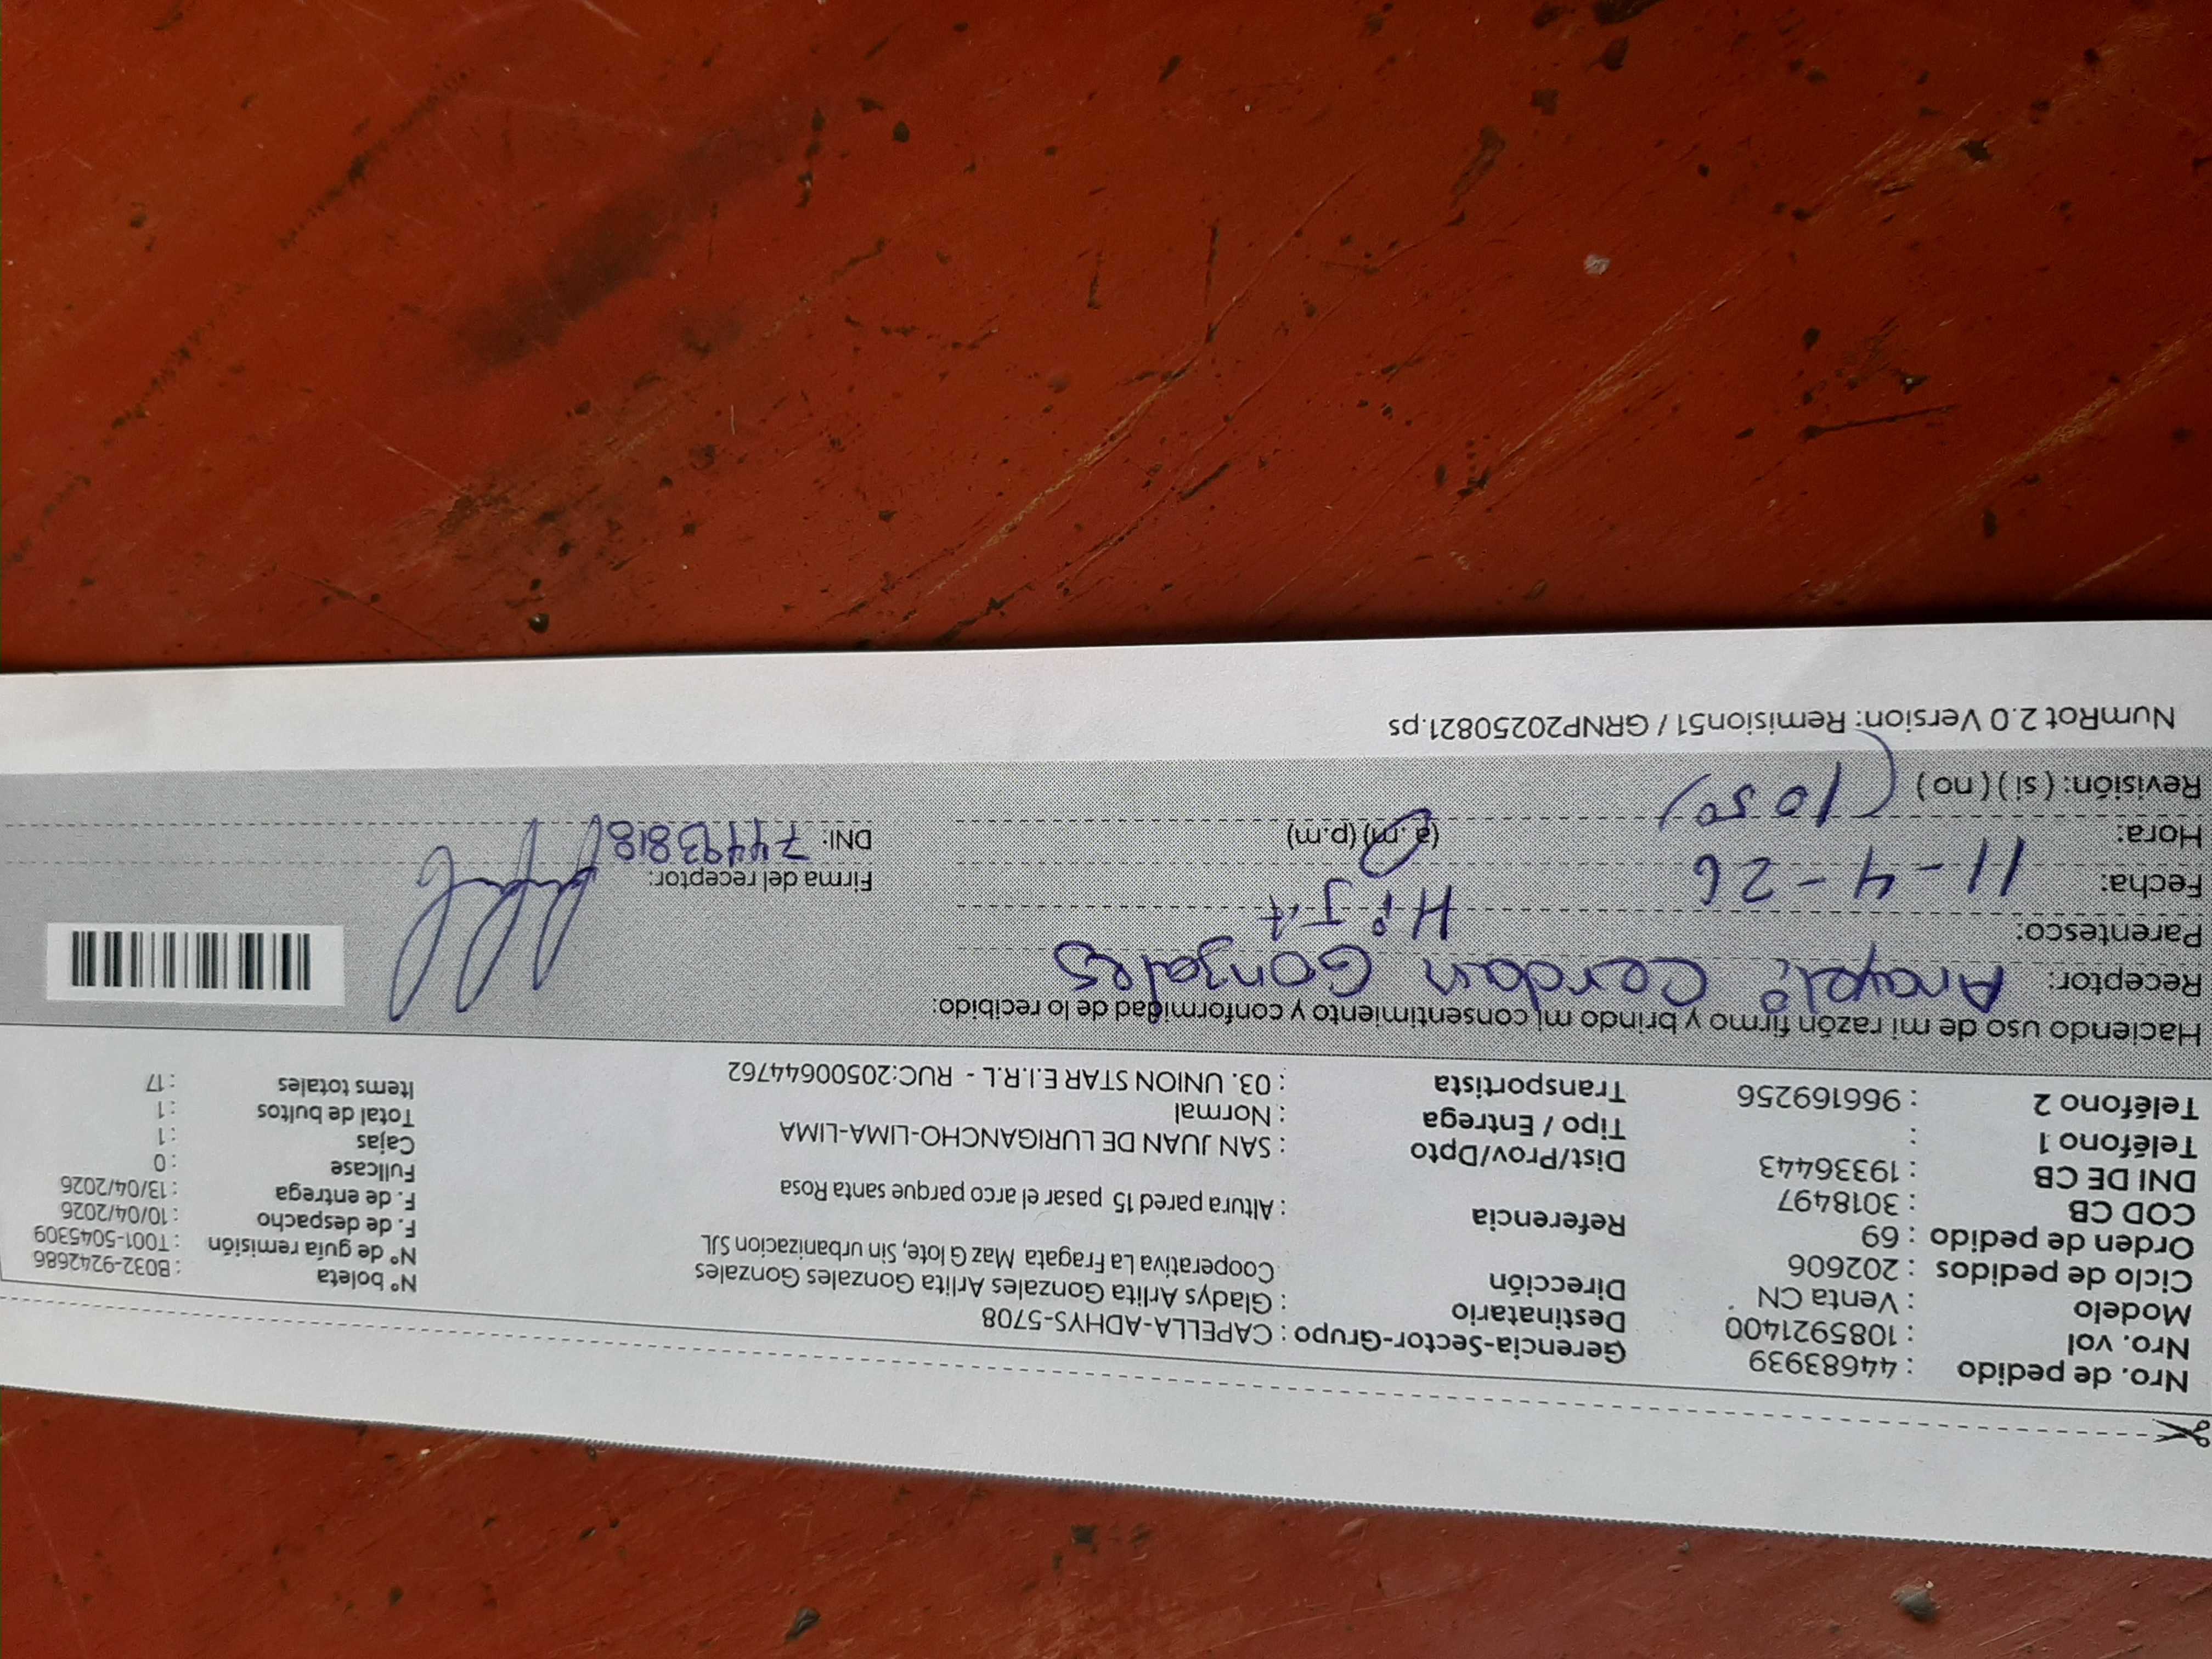 Nro. de pedido : 44683939
Nro. vol : 1085921400
Modelo : Venta CN
Ciclo de pedidos : 202606
Orden de pedido : 69
COD CB : 3018497
DNI DE CB : 19336443
Teléfono 1 :
Teléfono 2 : 966169256
Gerencia-Sector-Grupo : CAPELLA-ADHYS-5708
Destinatario : Gladys Arlita Gonzales Arlita Gonzales Gonzales
Dirección Cooperativa La Fragata Maz G lote, Sin urbanizacion SJL
Referencia : Altura pared 15 pasar el arco parque santa Rosa
Dist/Prov/Dpto : SAN JUAN DE LURIGANCHO-LIMA-LIMA
Tipo / Entrega : Normal
Transportista : 03. UNION STAR E.I.R.L - RUC:20500644762
N° boleta : B032-9242686
N° de guía remisión : T001-5045309
F. de despacho : 10/04/2026
F. de entrega : 13/04/2026
Fullcase : 0
Cajas : 1
Total de bultos : 1
Items totales : 17
Haciendo uso de mi razón firmo y brindo mi consentimiento y conformidad de lo recibido:
Receptor: Anayeli Cerdan Gonzales
Parentesco: HiJA
Fecha: 11-4-26
Hora: (1050) (a.m) (p.m)
Revisión: ( si ) ( no )
Firma del receptor:
DNI: 74493818
NumRot 2.0 Version: Remision51 / GRNP20250821.ps